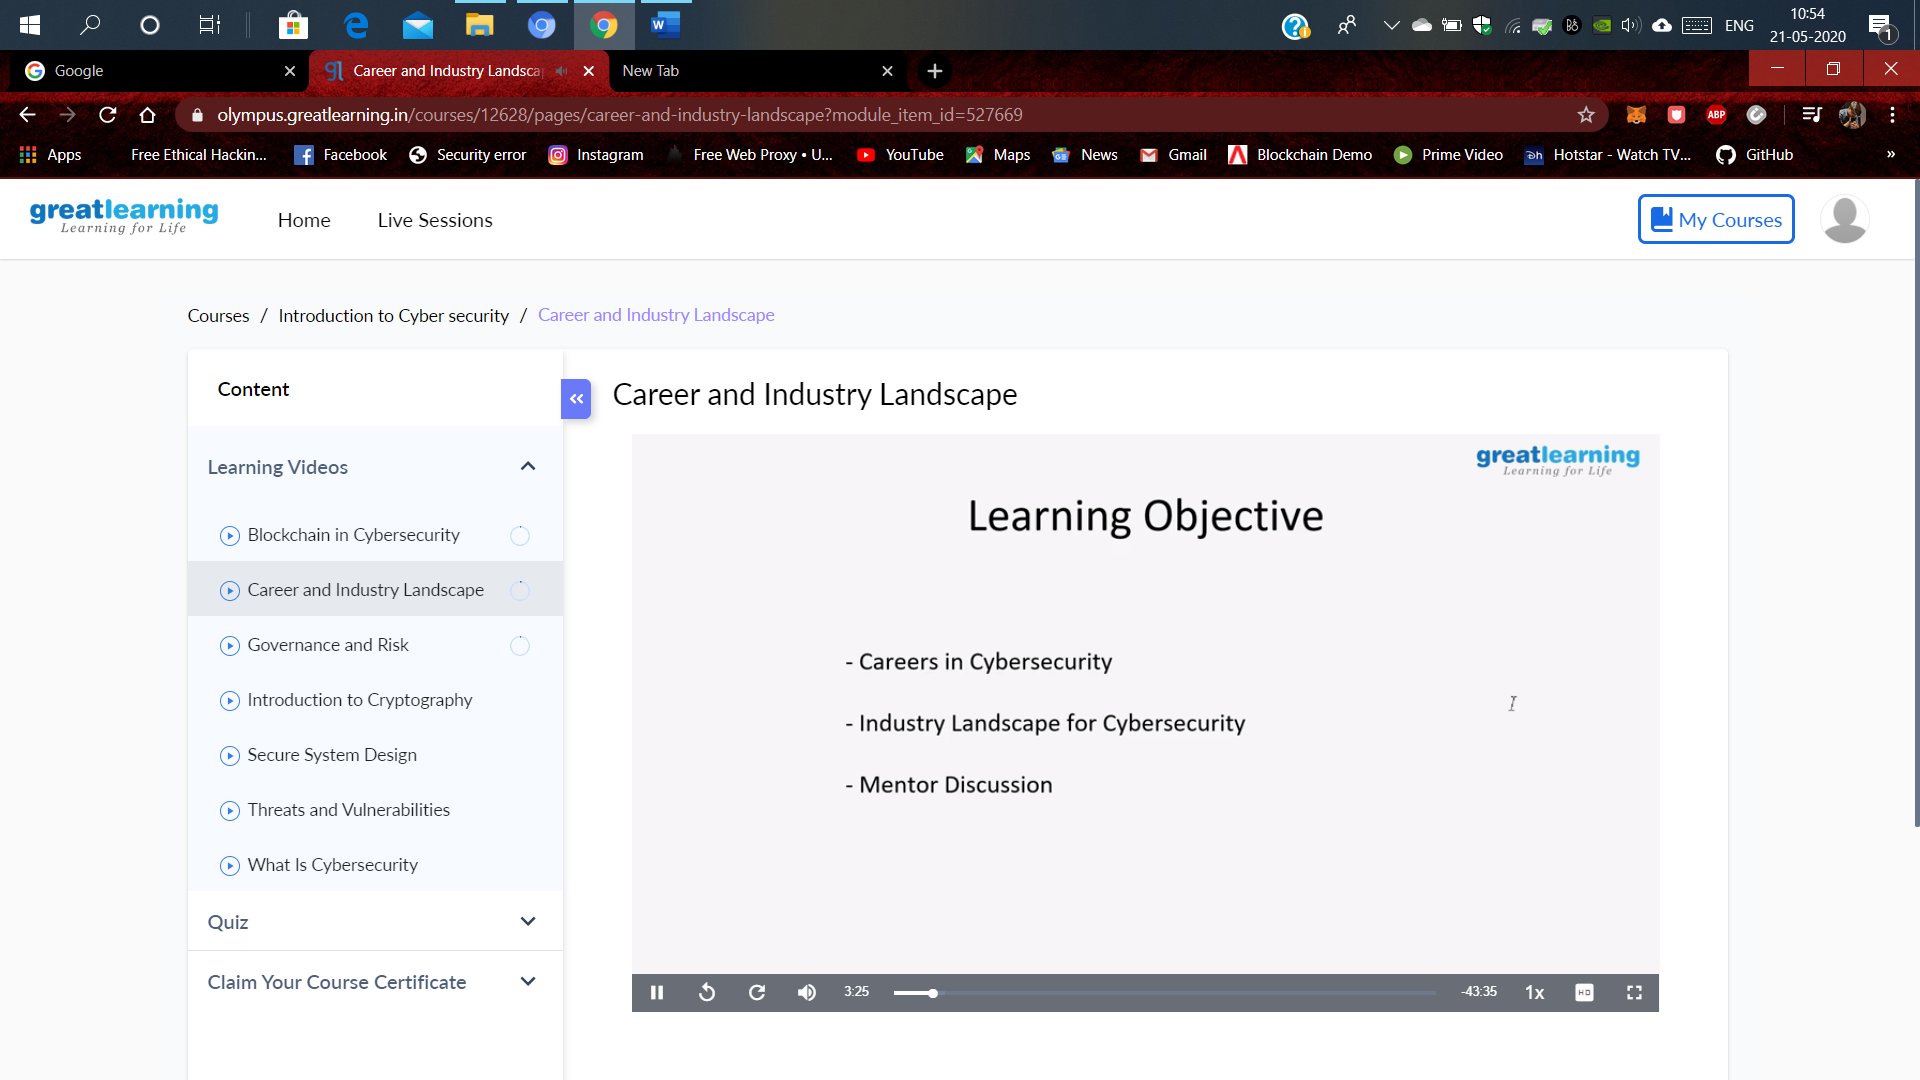 ENG
10:54
21-05-2020
1
Google
Career and Industry Landsca
New Tab
olympus.greatlearning.in/courses/12628/pages/career-and-industry-landscape?module_item_id=527669
ABP
Apps
Free Ethical Hackin...
Facebook
Security error
Instagram
Free Web Proxy • U...
YouTube
Maps
News
Gmail
Blockchain Demo
Prime Video
Hotstar - Watch TV...
GitHub
»
greatlearning
Learning for Life
Home
Live Sessions
My Courses
Courses / Introduction to Cyber security / Career and Industry Landscape
Content
Learning Videos
Blockchain in Cybersecurity
Career and Industry Landscape
Governance and Risk
Introduction to Cryptography
Secure System Design
Threats and Vulnerabilities
What Is Cybersecurity
Quiz
Claim Your Course Certificate
Career and Industry Landscape
greatlearning
Learning for Life
Learning Objective
- Careers in Cybersecurity
- Industry Landscape for Cybersecurity
- Mentor Discussion
3:25
-43:35
1x
HD